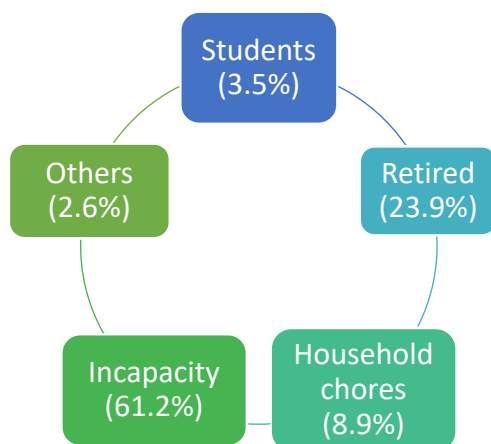 Students
(3.5%)
Retired
(23.9%)
Household
chores
(8.9%)
Incapacity
(61.2%)
Others
(2.6%)